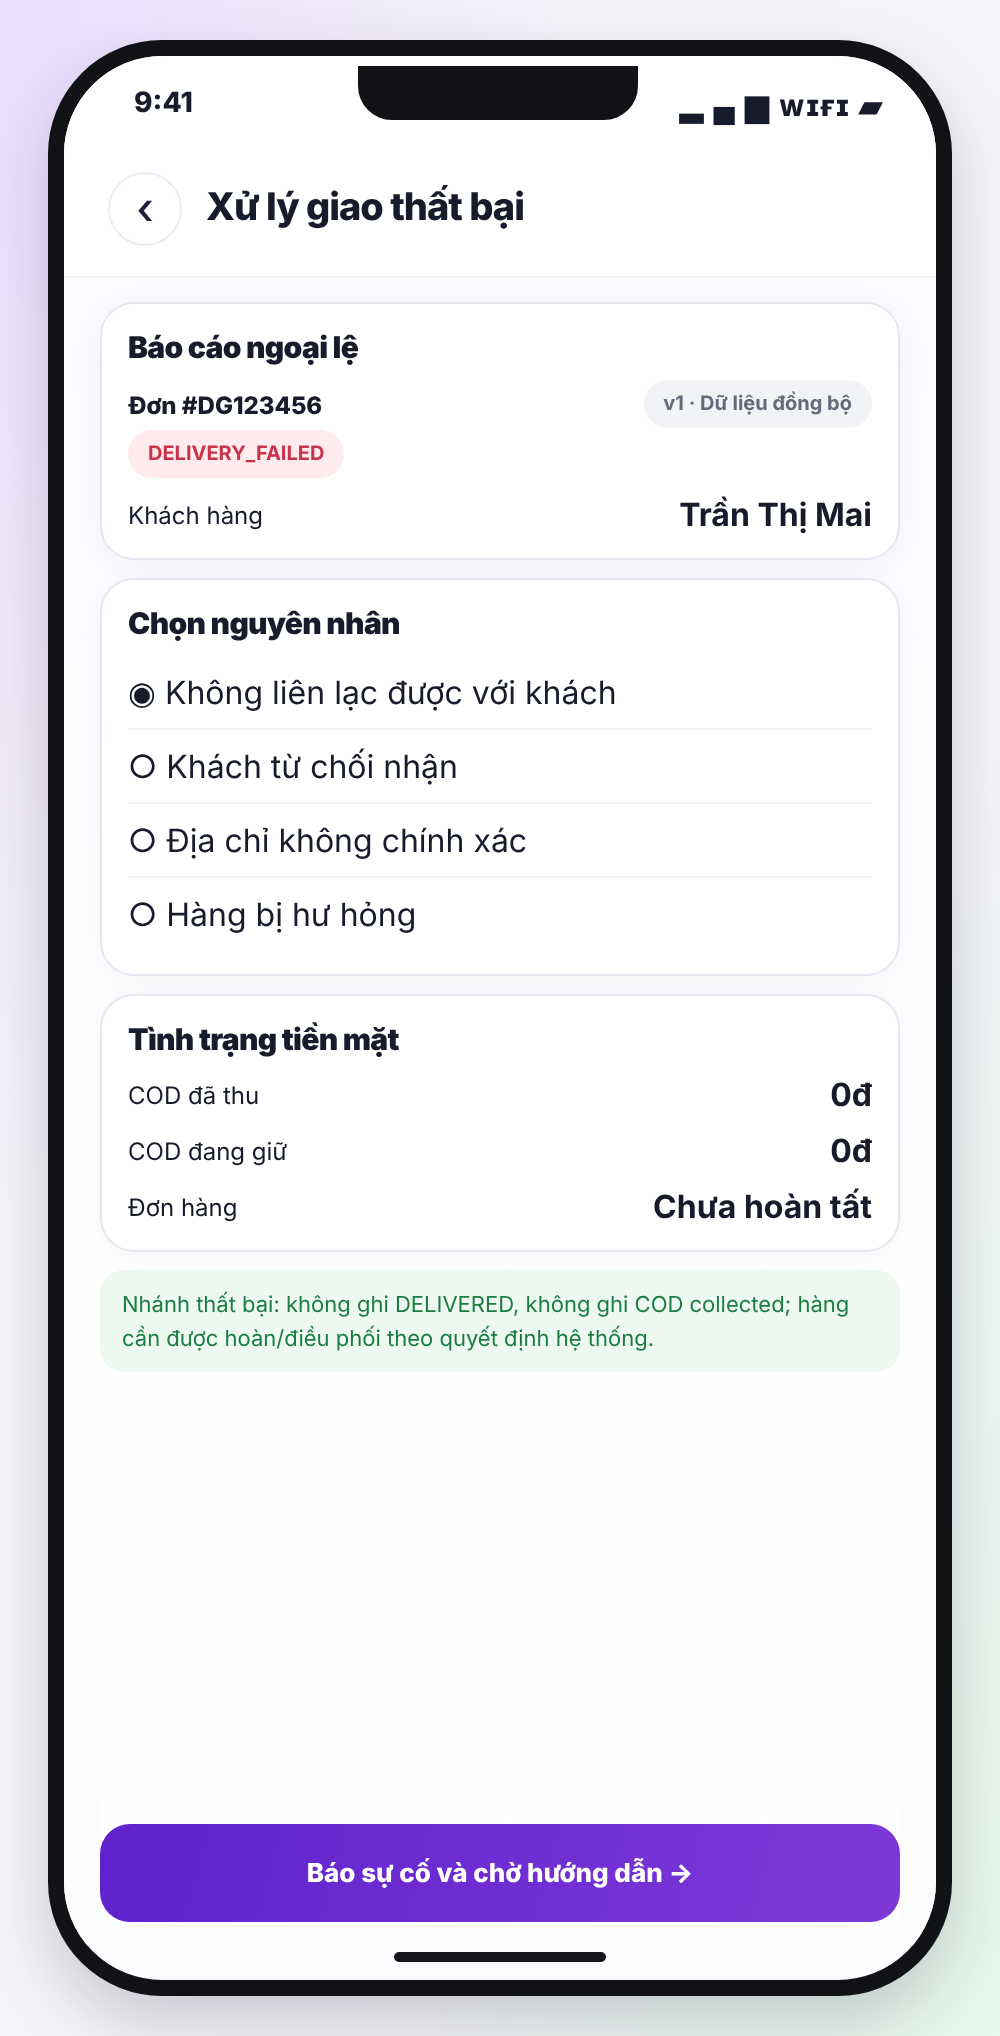 9:41
WIFI
Xử lý giao thất bại
Báo cáo ngoại lệ
Đơn #DG123456
v1 · Dữ liệu đồng bộ
DELIVERY_FAILED
Khách hàng
Trần Thị Mai
Chọn nguyên nhân
Không liên lạc được với khách
Khách từ chối nhận
Địa chỉ không chính xác
Hàng bị hư hỏng
Tình trạng tiền mặt
COD đã thu
0đ
COD đang giữ
0đ
Đơn hàng
Chưa hoàn tất
Nhánh thất bại: không ghi DELIVERED, không ghi COD collected; hàng
cần được hoàn/điều phối theo quyết định hệ thống.
Báo sự cố và chờ hướng dẫn →